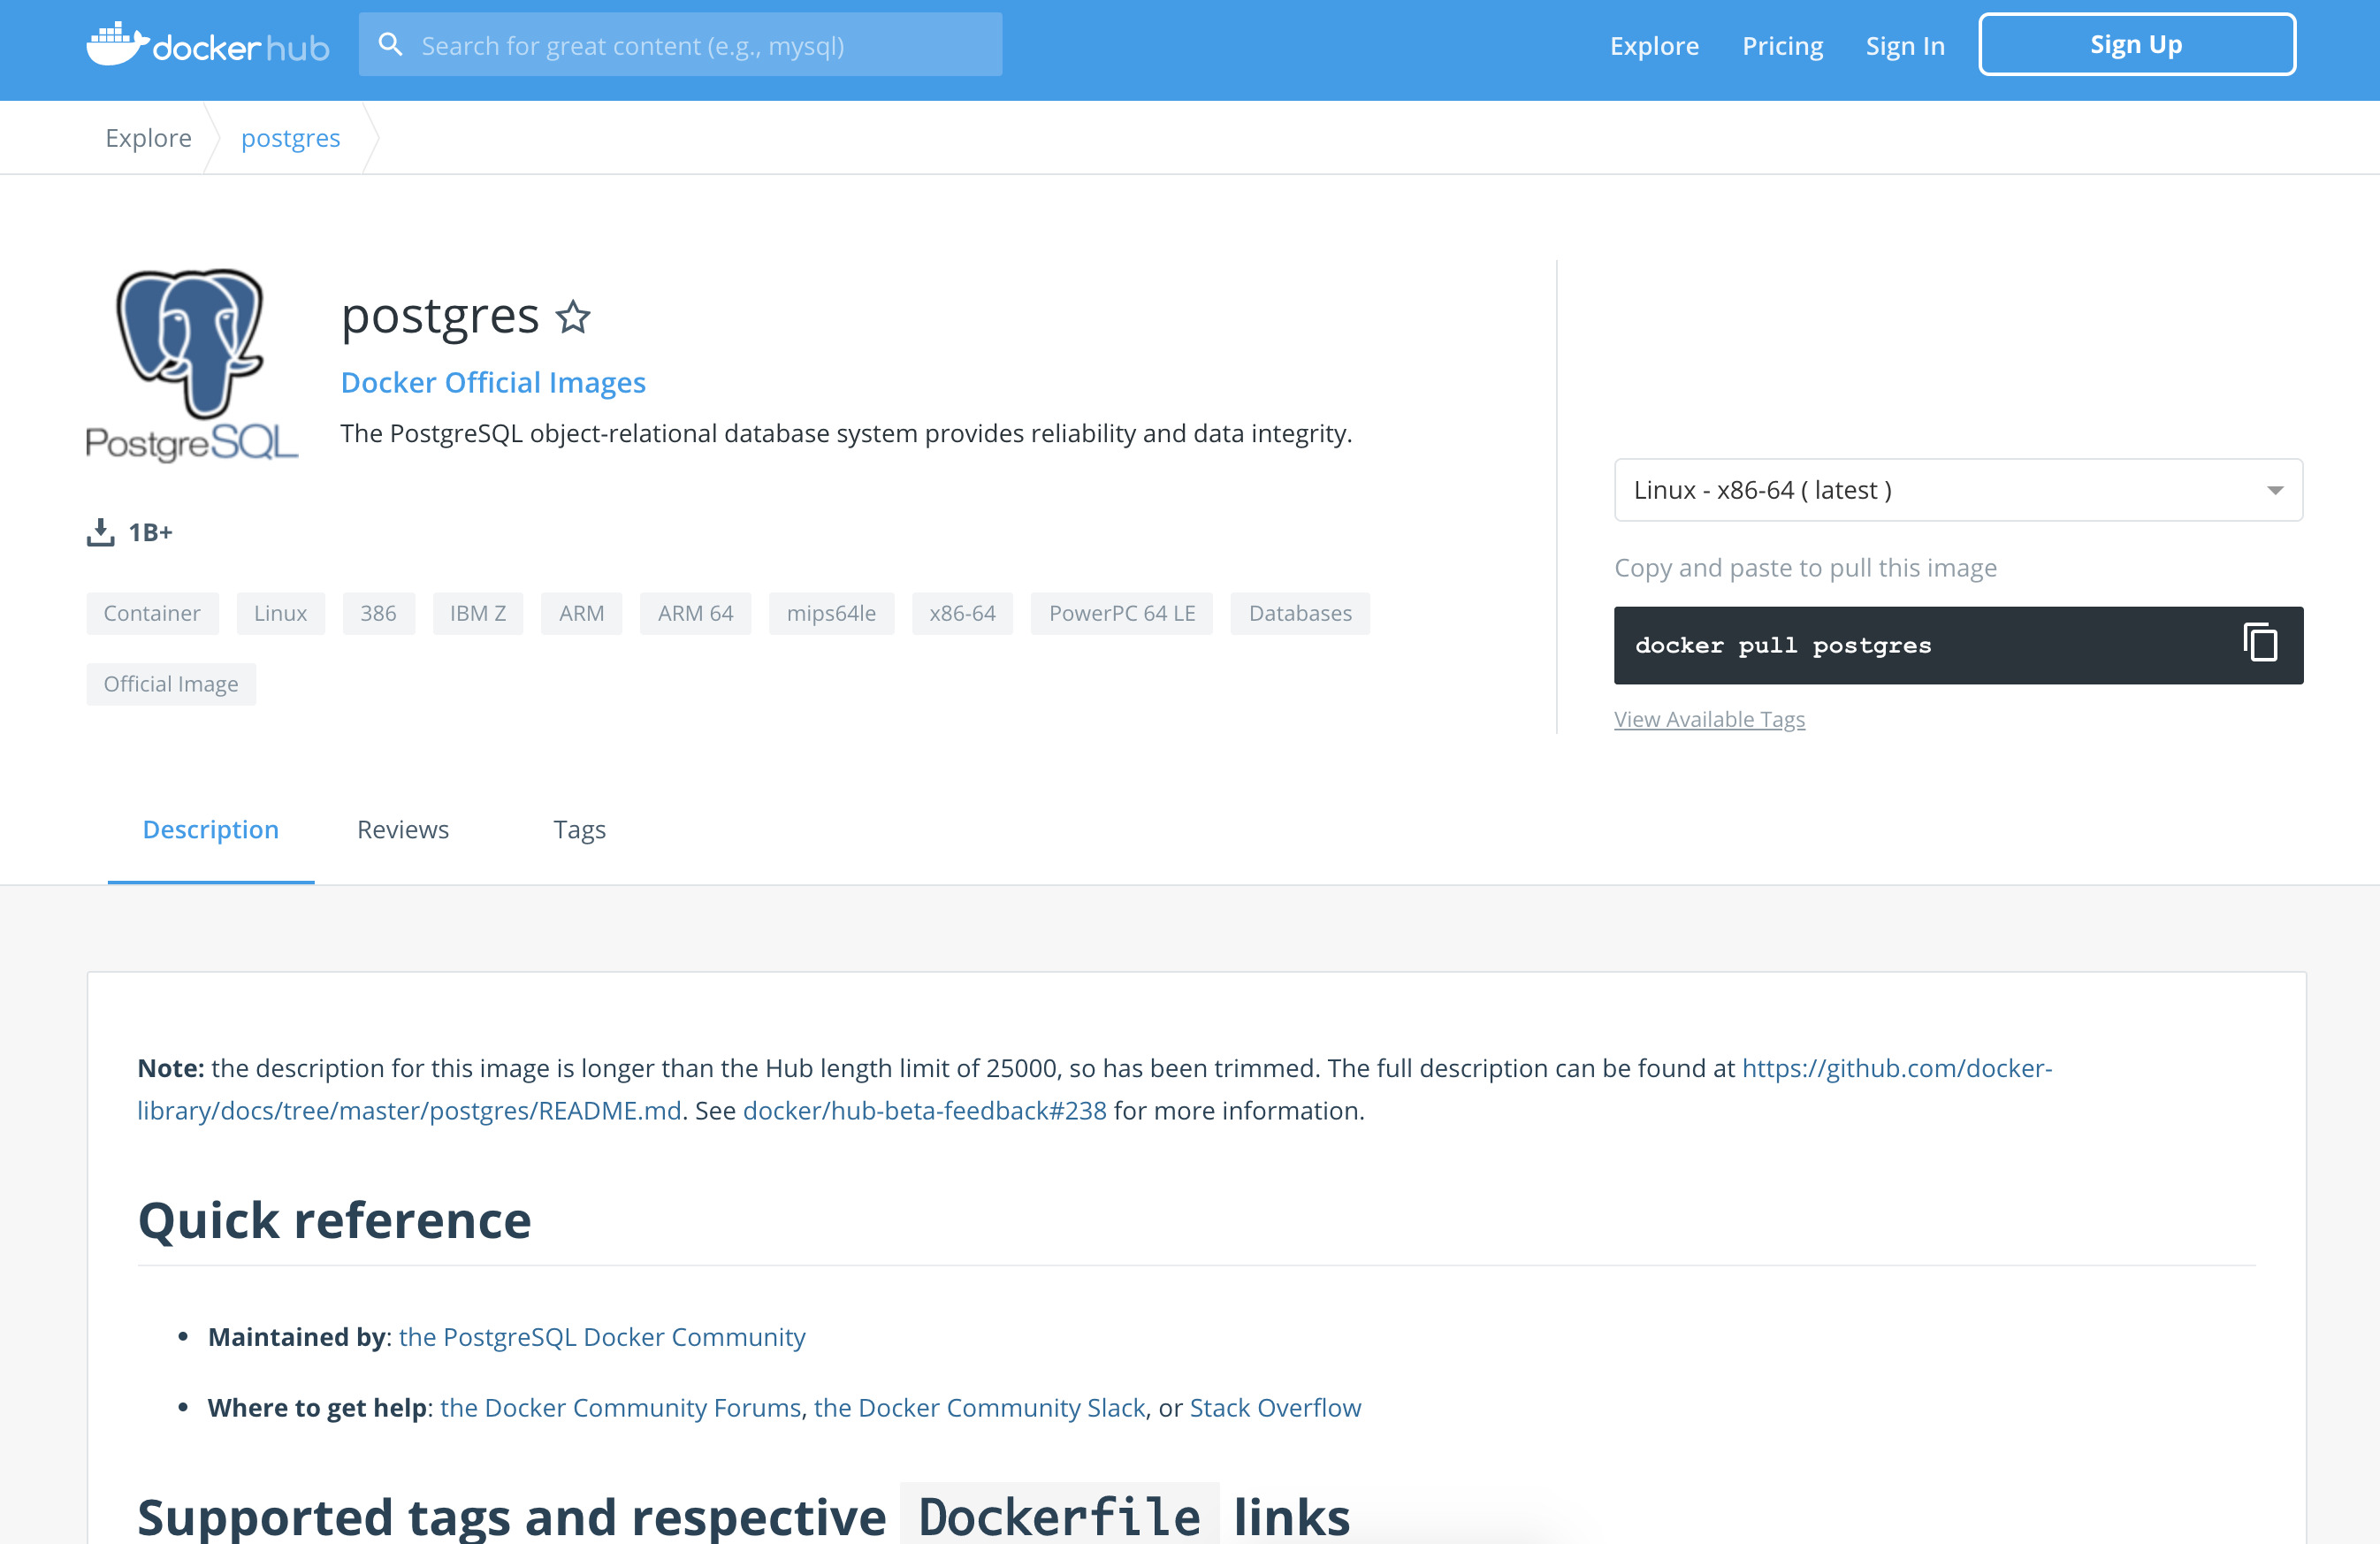 dockerhub
Search for great content (e.g., mysql)
Explore
Pricing
Sign In
Sign Up
Explore
postgres
PostgreSQL
postgres
Docker Official Images
The PostgreSQL object-relational database system provides reliability and data integrity.
1B+
Container
Linux
386
IBM Z
ARM
ARM 64
mips64le
x86-64
PowerPC 64 LE
Databases
Official Image
Linux - x86-64 ( latest )
Copy and paste to pull this image
docker pull postgres
View Available Tags
Description
Reviews
Tags
Note: the description for this image is longer than the Hub length limit of 25000, so has been trimmed. The full description can be found at https://github.com/docker-
library/docs/tree/master/postgres/README.md. See docker/hub-beta-feedback#238 for more information.
Quick reference
• Maintained by: the PostgreSQL Docker Community
• Where to get help: the Docker Community Forums, the Docker Community Slack, or Stack Overflow
Supported tags and respective Dockerfile links